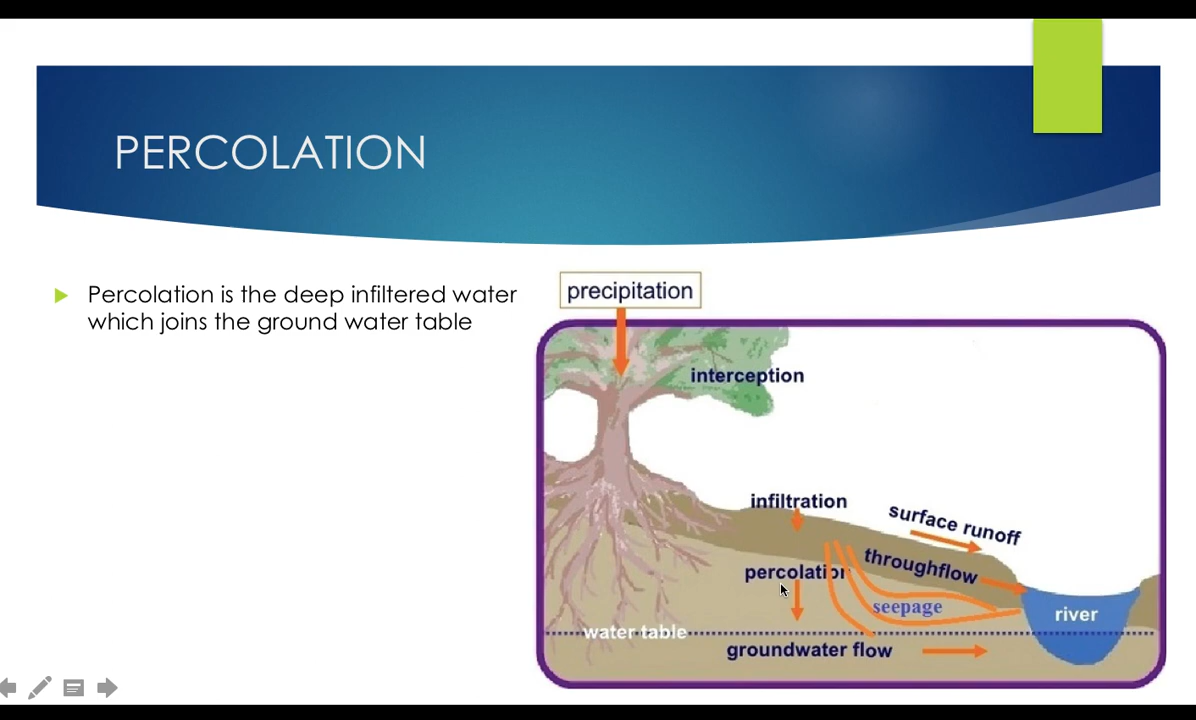 PERCOLATION
Percolation is the deep infiltered water
which joins the ground water table
precipitation
interception
infiltration
surface runoff
throughflow
percolation
seepage
river
water table
groundwater flow